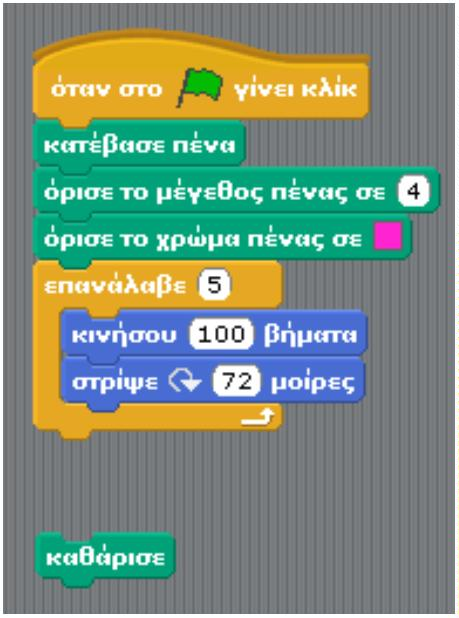 όταν στο γίνει κλίκ
κατέβασε πένα
όρισε το μέγεθος πένας σε 4
όρισε το χρώμα πένας σε
επανάλαβε 5
κινήσου 100 βήματα
στρίψε 72 μοίρες
καθάρισε